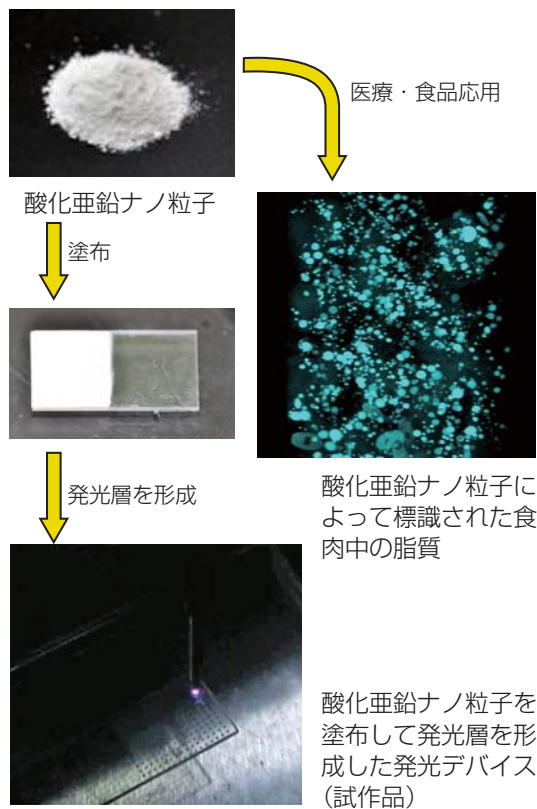 医療・食品応用
酸化亜鉛ナノ粒子
塗布
発光層を形成
酸化亜鉛ナノ粒子に
よって標識された食
肉中の脂質
酸化亜鉛ナノ粒子を
塗布して発光層を形
成した発光デバイス
(試作品)